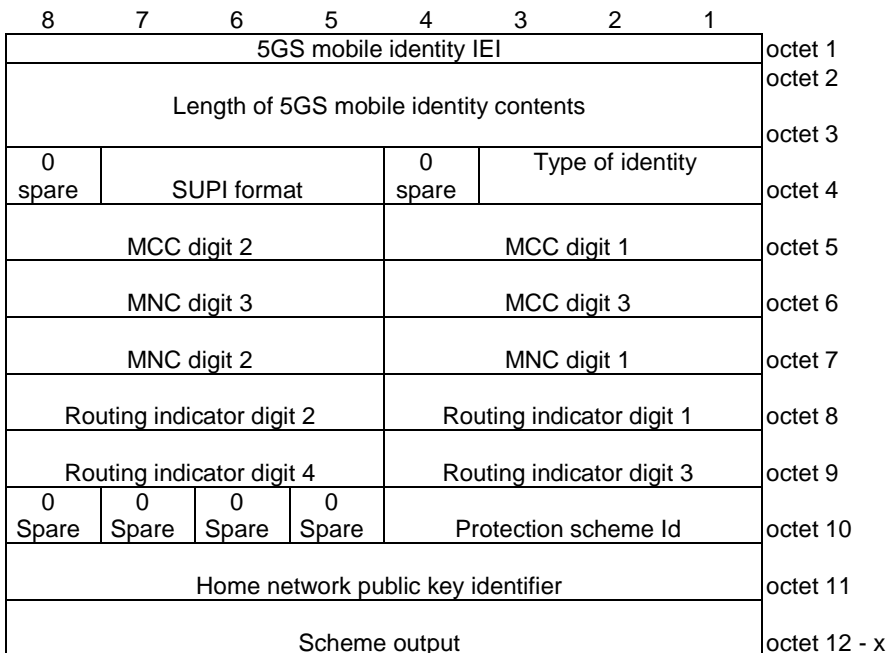 8 7 6 5 4 3 2 1
5GS mobile identity IEI octet 1
octet 2
Length of 5GS mobile identity contents
octet 3
0 0 Type of identity
spare SUPI format spare octet 4
MCC digit 2 MCC digit 1 octet 5
MNC digit 3 MCC digit 3 octet 6
MNC digit 2 MNC digit 1 octet 7
Routing indicator digit 2 Routing indicator digit 1 octet 8
Routing indicator digit 4 Routing indicator digit 3 octet 9
0 0 0 0
Spare Spare Spare Spare Protection scheme Id octet 10
Home network public key identifier octet 11
Scheme output octet 12 - x